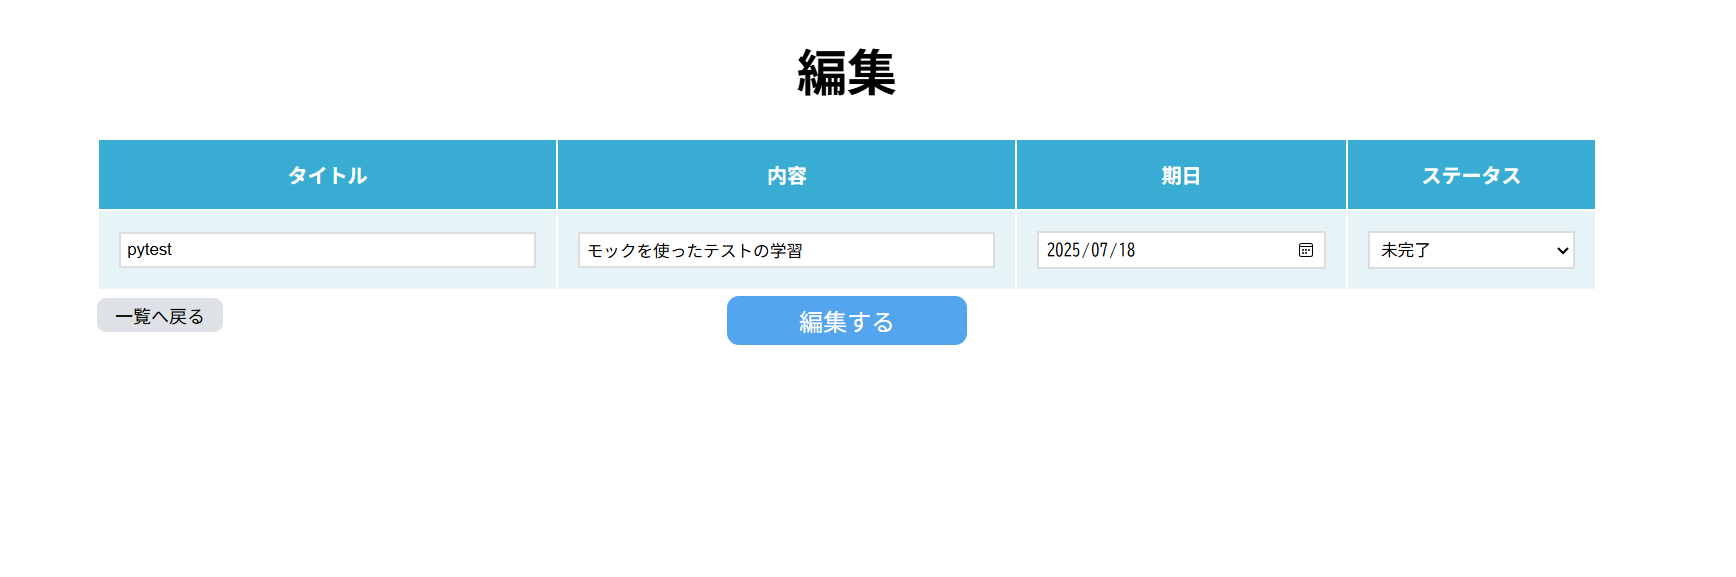 編集
タイトル 内容 期日 ステータス
pytest モックを使ったテストの学習 2025/07/18 未完了
一覧へ戻る 編集する